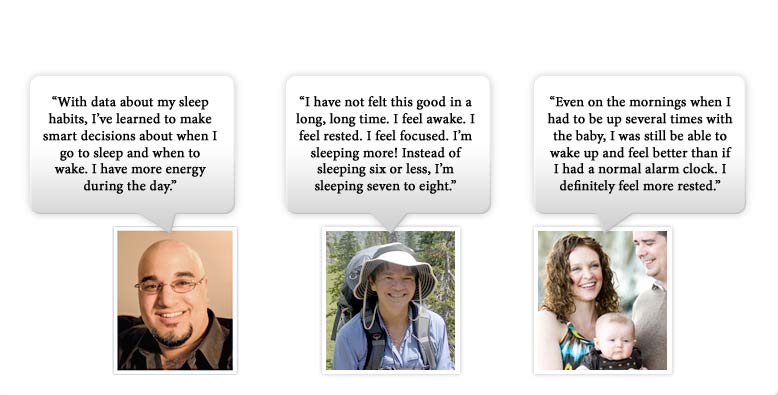 “With data about my sleep
habits, I’ve learned to make
smart decisions about when I
go to sleep and when to
wake. I have more energy
during the day.”
“I have not felt this good in a
long, long time. I feel awake. I
feel rested. I feel focused. I’m
sleeping more! Instead of
sleeping six or less, I’m
sleeping seven to eight.”
“Even on the mornings when I
had to be up several times with
the baby, I was still be able to
wake up and feel better than if
I had a normal alarm clock. I
definitely feel more rested.”